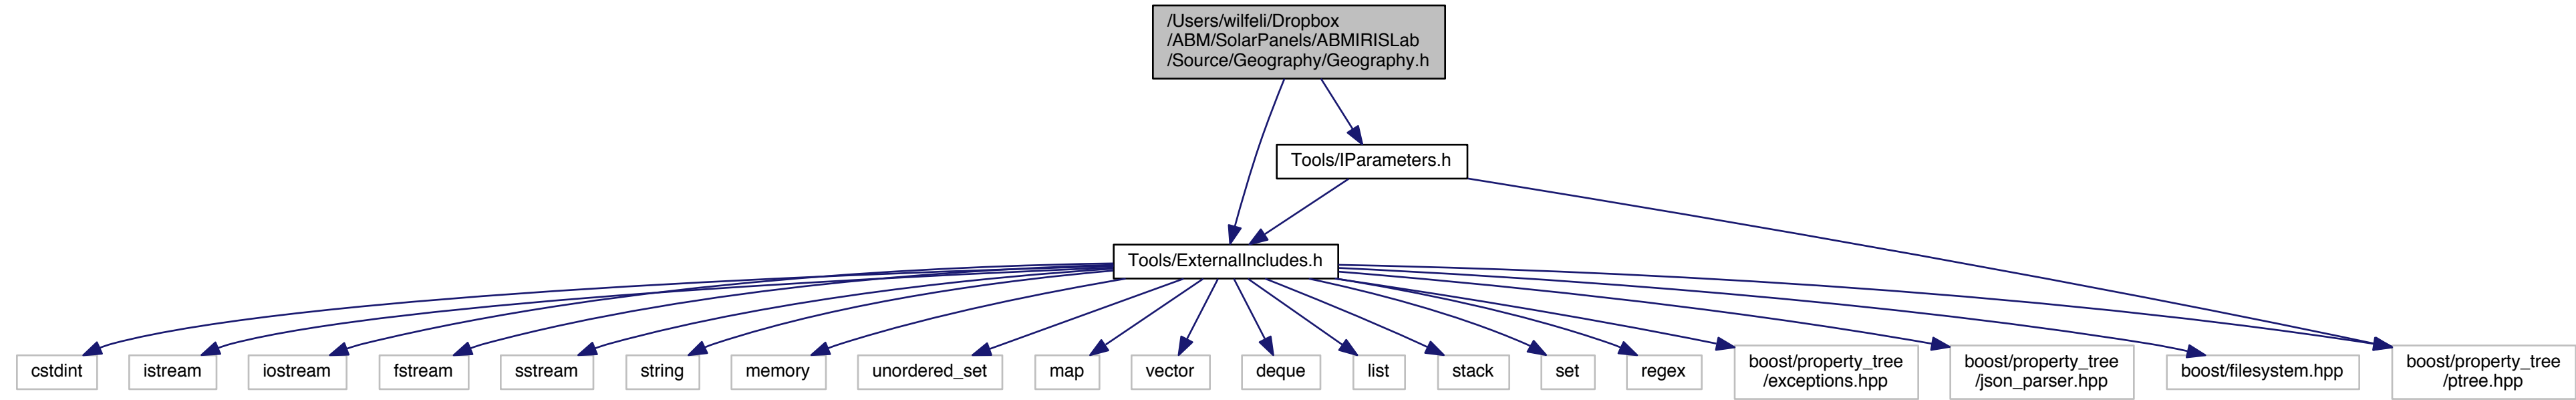 /Users/wilfeli/Dropbox
/ABM/SolarPanels/ABMIRISLab
/Source/Geography/Geography.h
Tools/IParameters.h
Tools/ExternalIncludes.h
cstdint
istream
iostream
fstream
sstream
string
memory
unordered_set
map
vector
deque
list
stack
set
regex
boost/property_tree
/exceptions.hpp
boost/property_tree
/json_parser.hpp
boost/filesystem.hpp
boost/property_tree
/ptree.hpp